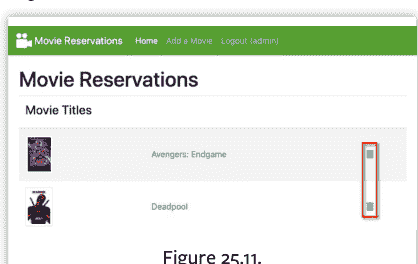 Movie Reservations Home Add a Movie Logout (admin)
Movie Reservations
Movie Titles
Avengers: Endgame
Deadpool
Figure 25.11.